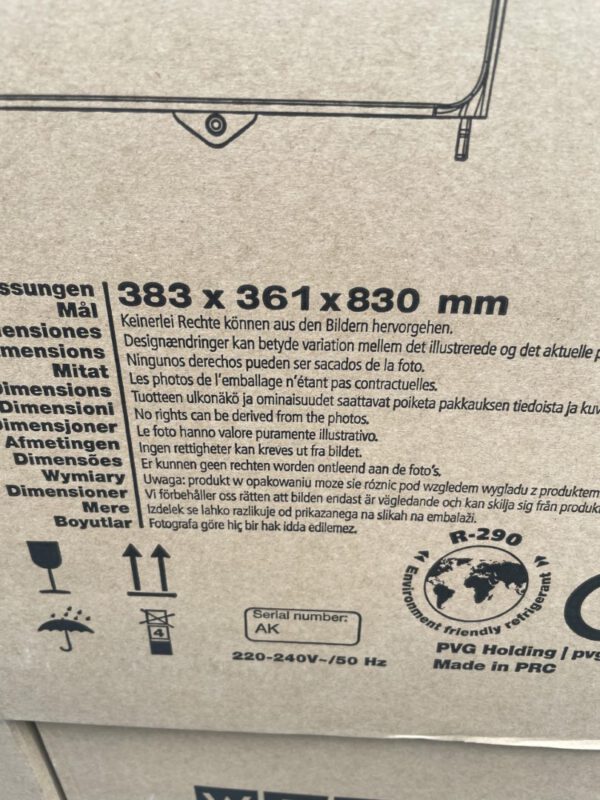 ssungen
Mål
ensiones
mensions
Mitat
Dimensions
Dimensioni
Dimensjoner
Afmetingen
Dimensões
Wymiary
Dimensioner
Mere
Boyutlar
383 x 361 x 830 mm
Keinerlei Rechte können aus den Bildern hervorgehen.
Designændringer kan betyde variation mellem det illustrerede og det aktuelle p
Ningunos derechos pueden ser sacados de la foto.
Les photos de l'emballage n'étant pas contractuelles.
Tuotteen ulkonäkö ja ominaisuudet saattavat poiketa pakkauksen tiedoista ja kuv
No rights can be derived from the photos.
Le foto hanno valore puramente illustrativo.
Ingen rettigheter kan kreves ut fra bildet.
Er kunnen geen rechten worden ontleend aan de foto's.
Uwaga: produkt w opakowaniu moze sie róznic pod wzgledem wygladu z produktem
Vi förbehåller oss rätten att bilden endast är vägledande och kan skilja sig från produk
Izdelek se lahko razlikuje od prikazanega na slikah na embalaži.
Fotografa göre hiç bir hak idda edilemez.
4
Serial number:
AK
220-240V~/50 Hz
R-290
Environment friendly refrigerant
PVG Holding / pvg
Made in PRC